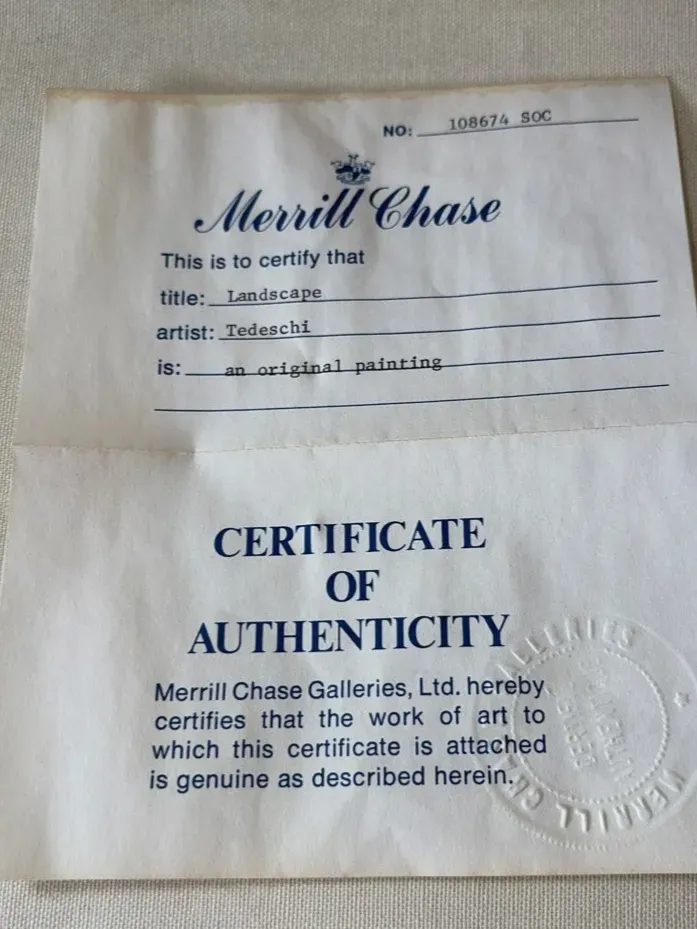 NO: 108674 SOC
Merrill Chase
This is to certify that
title: Landscape
artist: Tedeschi
is: an original painting
CERTIFICATE
OF
AUTHENTICITY
Merrill Chase Galleries, Ltd. hereby
certifies that the work of art to
which this certificate is attached
is genuine as described herein.
GALLERIES
MERRILL